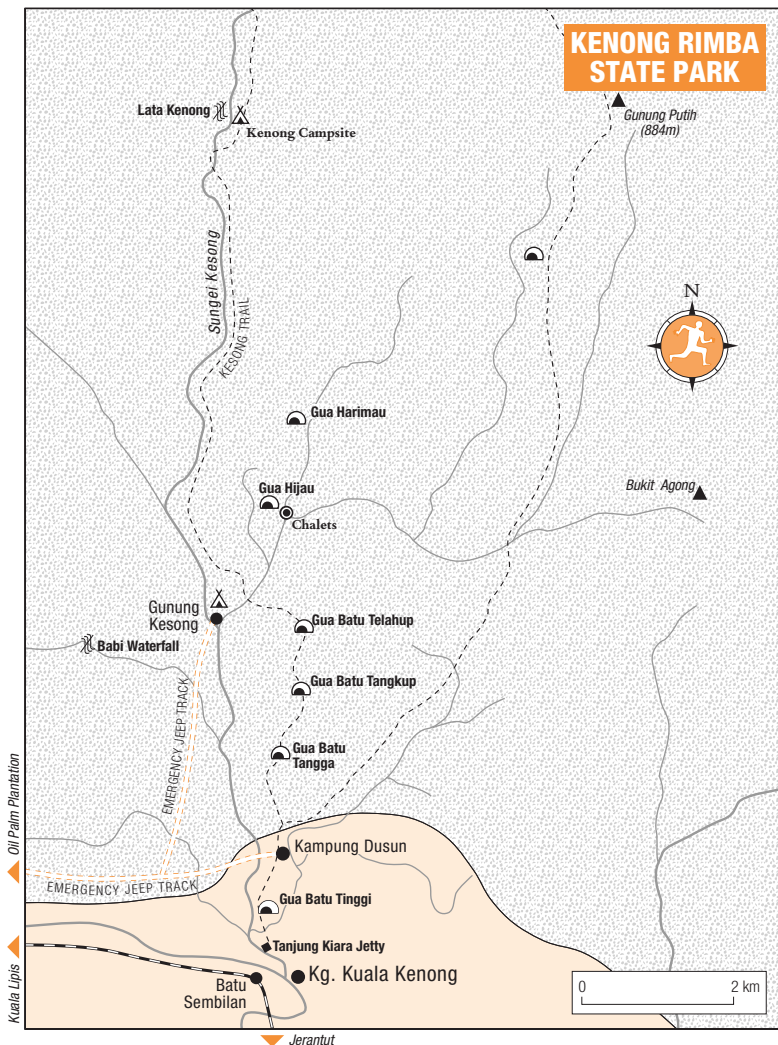 KENONG RIMBA
STATE PARK
Lata Kenong
Kenong Campsite
Gunung Putih
(884m)
Sungei Kesong
KESONG TRAIL
N
Gua Harimau
Gua Hijau
Chalets
Bukit Agong
Gunung
Kesong
Gua Batu Telahup
Babi Waterfall
Gua Batu Tangkup
EMERGENCY JEEP TRACK
Gua Batu
Tangga
Oil Palm Plantation
Kampung Dusun
EMERGENCY JEEP TRACK
Gua Batu Tinggi
Tanjung Kiara Jetty
Kuala Lipis
Batu
Sembilan
Kg. Kuala Kenong
0
2 km
Jerantut